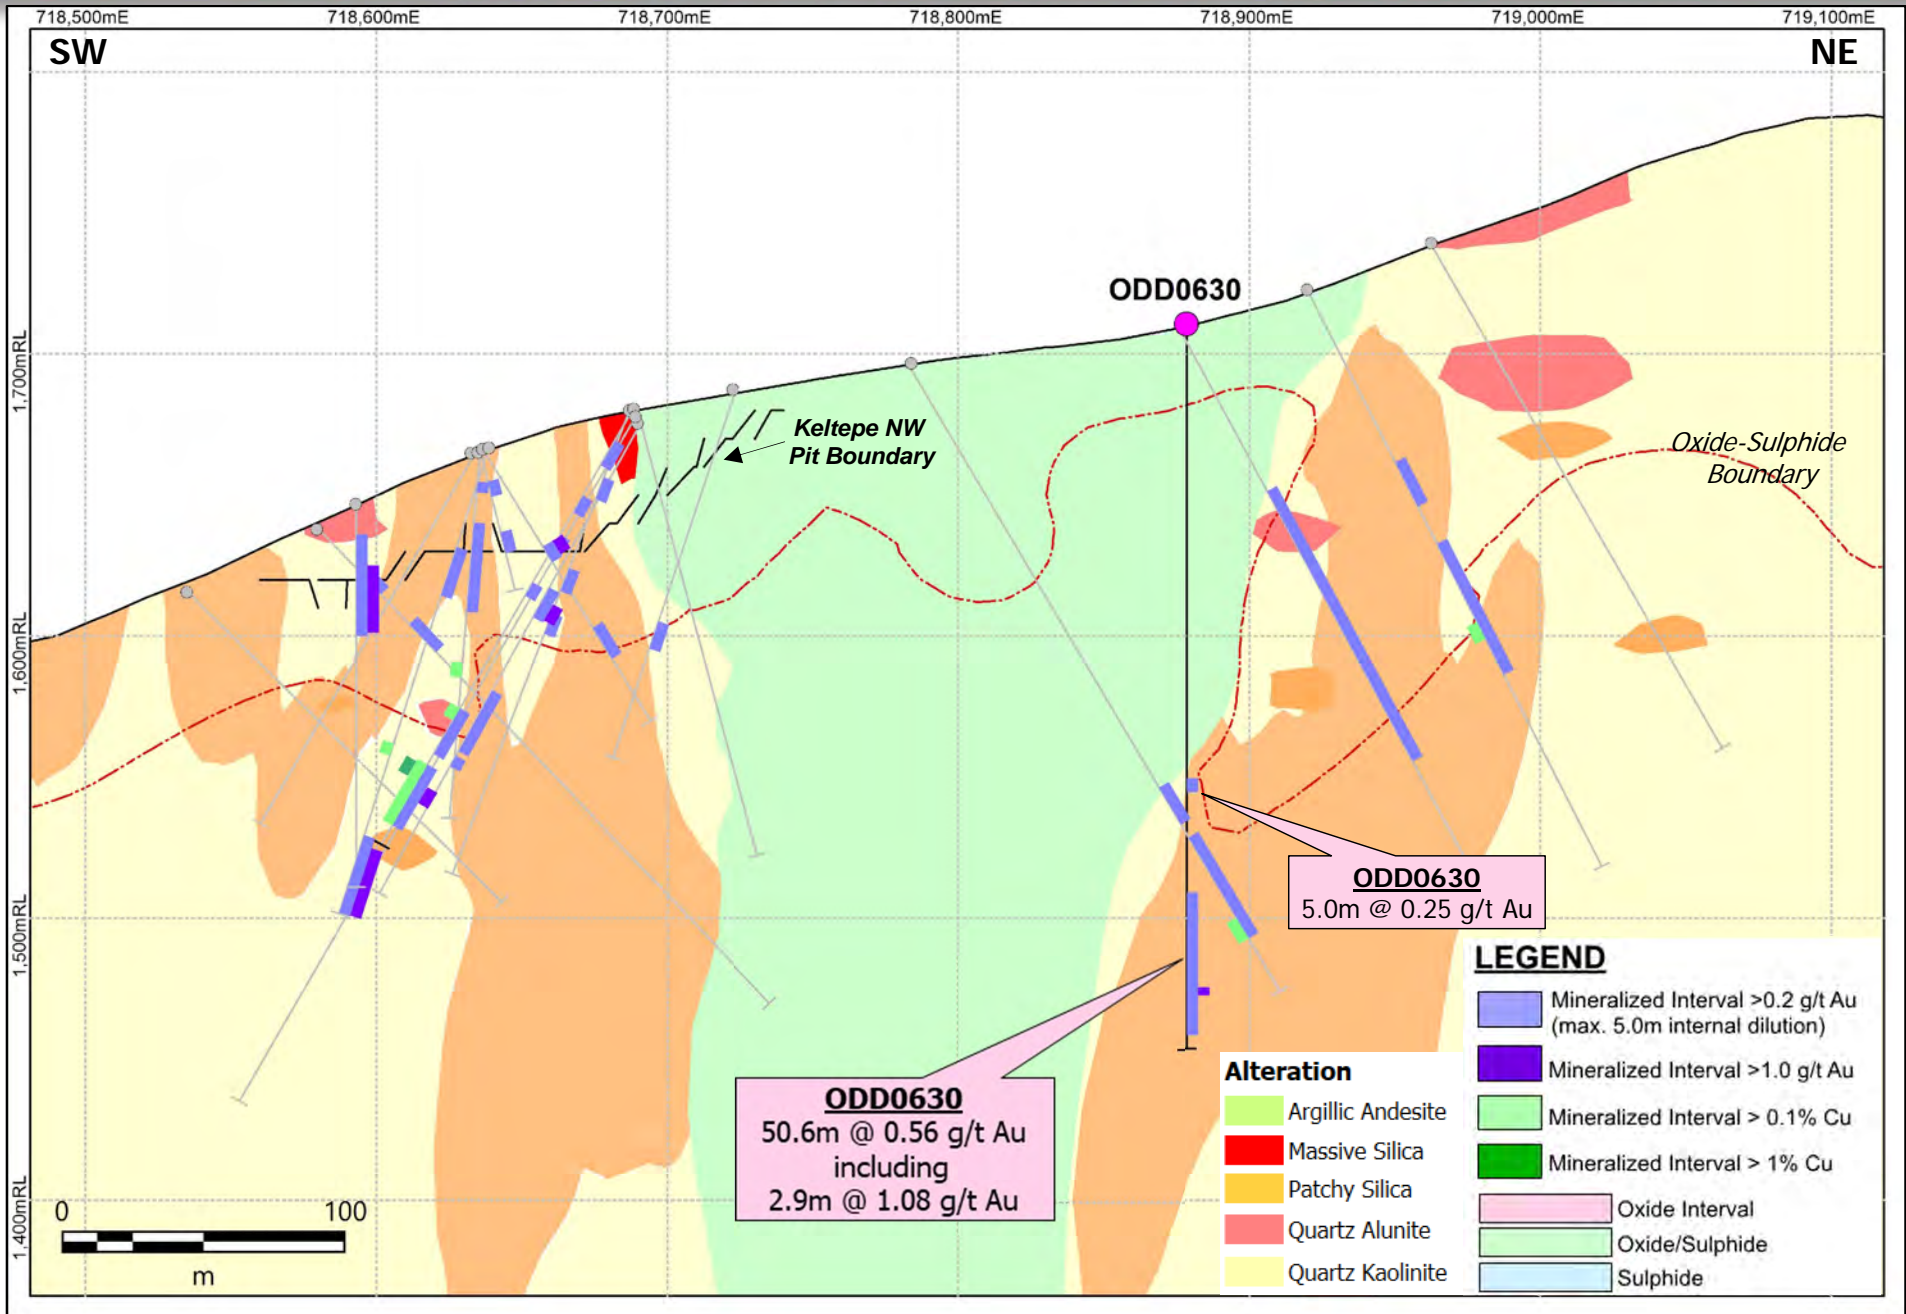 718,500mE
718,600mE
718,700mE
718,800mE
718,900mE
719,000mE
719,100mE
SW
NE
ODD0630
1,700mRL
1,600mRL
1,500mRL
1,400mRL
Keltepe NW
Pit Boundary
Oxide-Sulphide
Boundary
ODD0630
5.0m @ 0.25 g/t Au
ODD0630
50.6m @ 0.56 g/t Au
including
2.9m @ 1.08 g/t Au
0
100
m
Alteration
Argillic Andesite
Massive Silica
Patchy Silica
Quartz Alunite
Quartz Kaolinite
LEGEND
Mineralized Interval >0.2 g/t Au
(max. 5.0m internal dilution)
Mineralized Interval >1.0 g/t Au
Mineralized Interval > 0.1% Cu
Mineralized Interval > 1% Cu
Oxide Interval
Oxide/Sulphide
Sulphide